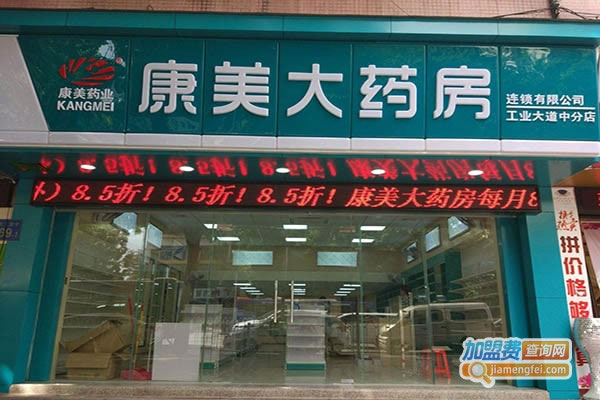 康美药业
KANGMEI
康美大药房
连锁有限公司
工业大道中分店
8.5折！8.5折！8.5折！康美大药房每月8
69
拼价格够
加盟费查询网
jiamengfei.com